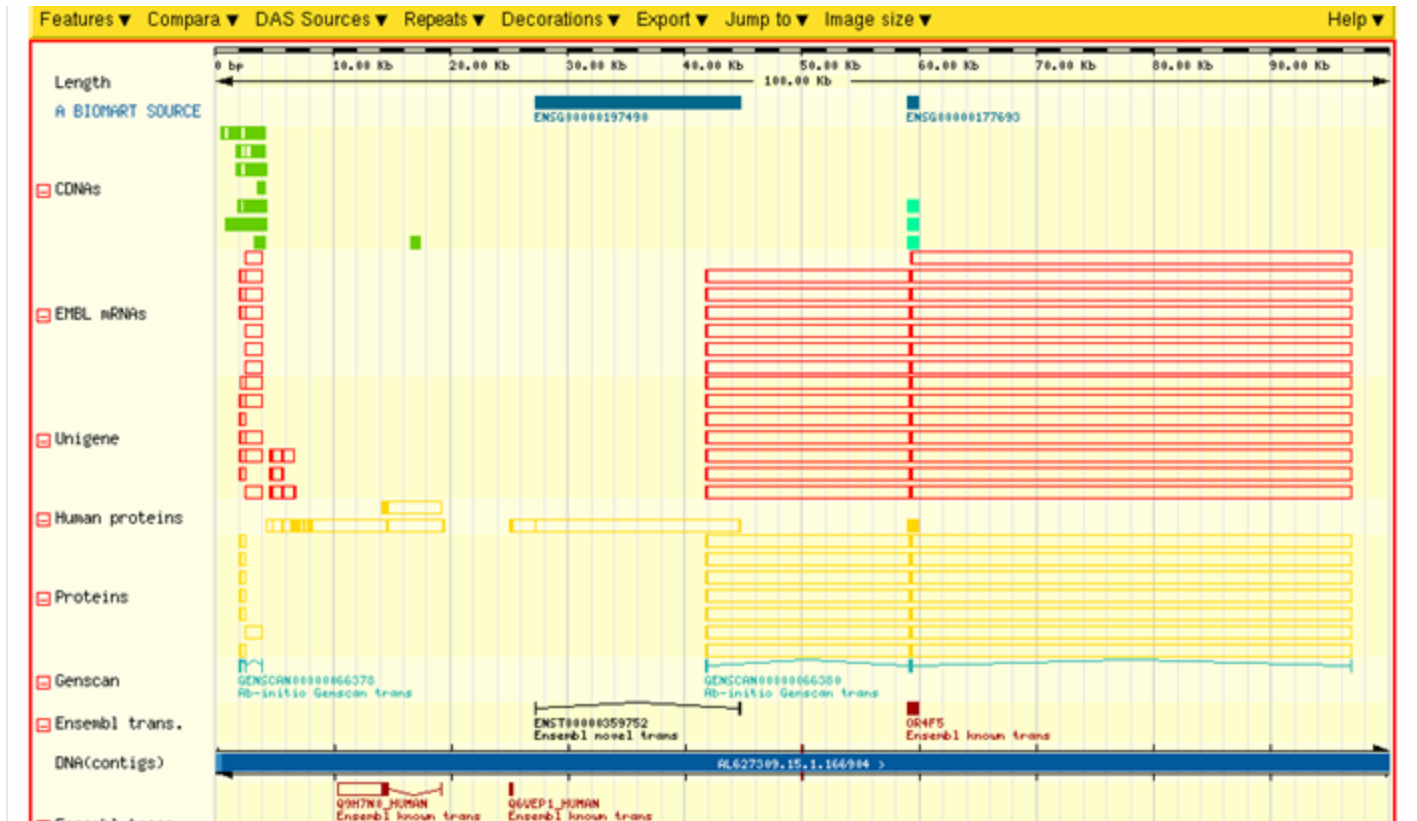 Features ▼ Compara ▼ DAS Sources ▼ Repeats ▼ Decorations ▼ Export ▼ Jump to ▼ Image size ▼ Help ▼
0 bp 10.00 Kb 20.00 Kb 30.00 Kb 40.00 Kb 50.00 Kb 60.00 Kb 70.00 Kb 80.00 Kb 90.00 Kb
Length 100.00 Kb
A BIOMART SOURCE
ENSG00000197490 ENSG00000177693
CDNAs
EMBL mRNAs
Unigene
Human proteins
Proteins
Genscan
GENSCAN00000066378 GENSCAN00000066380
Ab-initio Genscan trans Ab-initio Genscan trans
Ensembl trans.
ENST00000359752 OR4F5
Ensembl novel trans Ensembl known trans
DNA(contigs) AL627309.15.1.166904 >
Q9H7N0_HUMAN Q6VEP1_HUMAN
Ensembl known trans Ensembl known trans